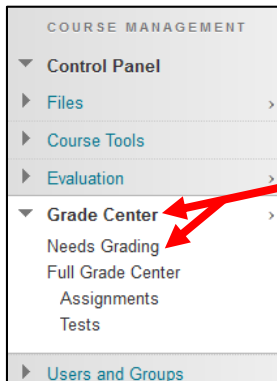 COURSE MANAGEMENT
Control Panel
Files
Course Tools
Evaluation
Grade Center
Needs Grading
Full Grade Center
Assignments
Tests
Users and Groups